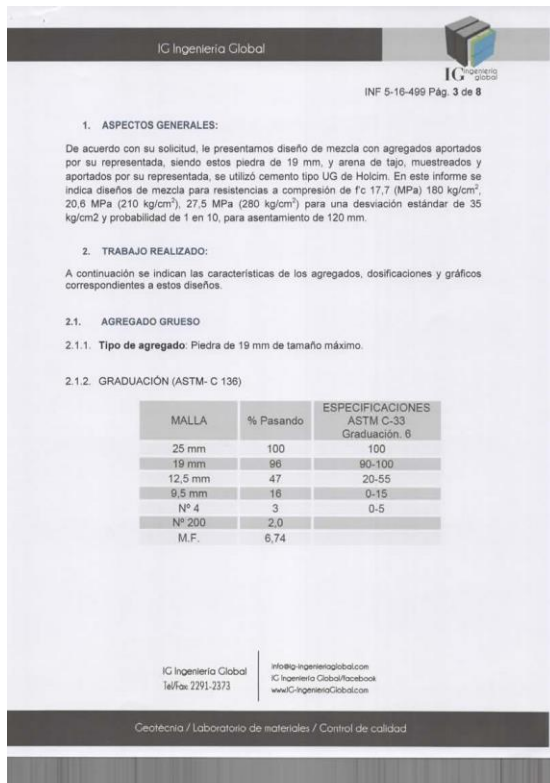 IG Ingeniería Global
IG Ingeniería
global
INF 5-16-499 Pág. 3 de 8
1. ASPECTOS GENERALES:
De acuerdo con su solicitud, le presentamos diseño de mezcla con agregados aportados
por su representada, siendo estos piedra de 19 mm, y arena de tajo, muestreados y
aportados por su representada, se utilizó cemento tipo UG de Holcim. En este informe se
indica diseños de mezcla para resistencias a compresión de f'c 17,7 (MPa) 180 kg/cm²,
20,6 MPa (210 kg/cm²), 27,5 MPa (280 kg/cm²) para una desviación estándar de 35
kg/cm2 y probabilidad de 1 en 10, para asentamiento de 120 mm.
2. TRABAJO REALIZADO:
A continuación se indican las características de los agregados, dosificaciones y gráficos
correspondientes a estos diseños.
2.1. AGREGADO GRUESO
2.1.1. Tipo de agregado: Piedra de 19 mm de tamaño máximo.
2.1.2. GRADUACIÓN (ASTM- C 136)
MALLA % Pasando ESPECIFICACIONES
ASTM C-33
Graduación. 6
25 mm 100 100
19 mm 96 90-100
12,5 mm 47 20-55
9,5 mm 16 0-15
Nº 4 3 0-5
Nº 200 2,0
M.F. 6,74
IG Ingeniería Global
Tel/Fax: 2291-2373
info@ig-ingenieriaglobal.com
IG Ingeniería Global/facebook
www.IG-IngenieriaGlobal.com
Geotécnia / Laboratorio de materiales / Control de calidad